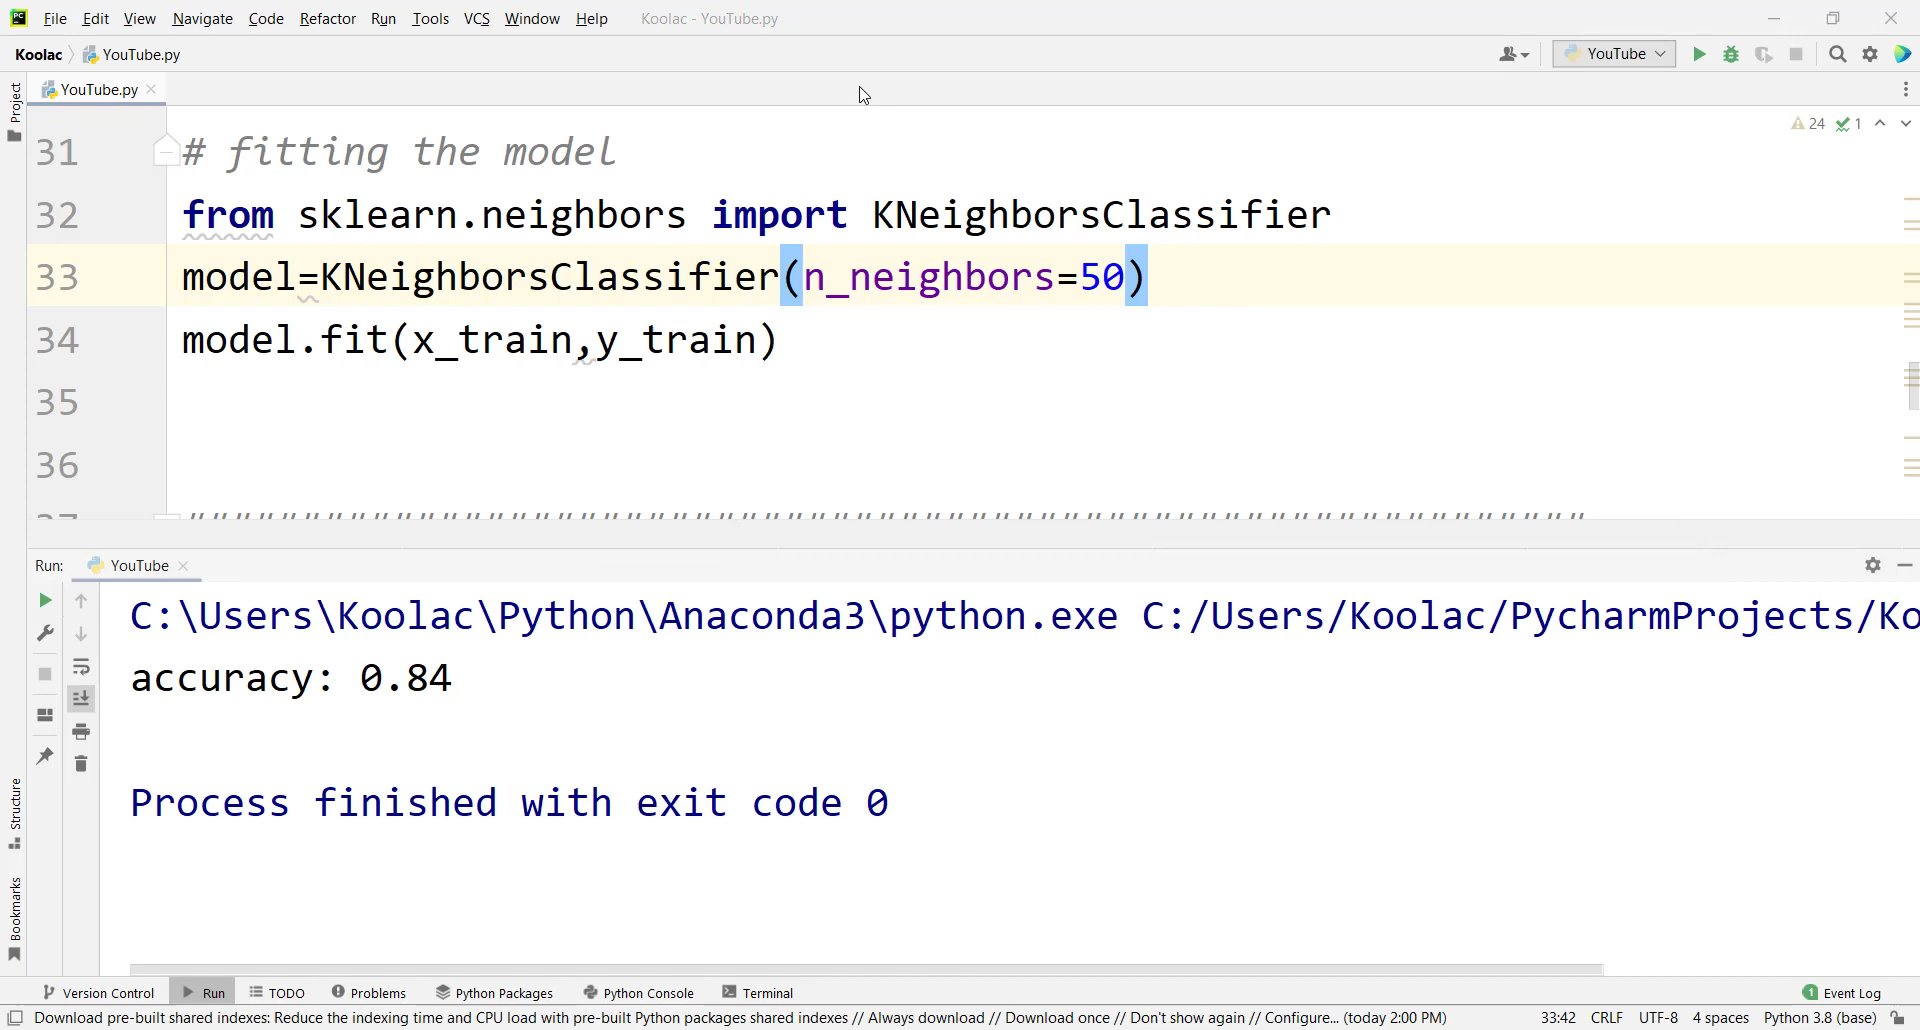 File Edit View Navigate Code Refactor Run Tools VCS Window Help Koolac - YouTube.py
Koolac YouTube.py YouTube
Project
YouTube.py
24 1
31 # fitting the model
32 from sklearn.neighbors import KNeighborsClassifier
33 model=KNeighborsClassifier(n_neighbors=50)
34 model.fit(x_train,y_train)
35
36
Run: YouTube
C:\Users\Koolac\Python\Anaconda3\python.exe C:/Users/Koolac/PycharmProjects/Ko
accuracy: 0.84
Process finished with exit code 0
Structure
Bookmarks
Version Control Run TODO Problems Python Packages Python Console Terminal 1 Event Log
Download pre-built shared indexes: Reduce the indexing time and CPU load with pre-built Python packages shared indexes // Always download // Download once // Don't show again // Configure... (today 2:00 PM) 33:42 CRLF UTF-8 4 spaces Python 3.8 (base)